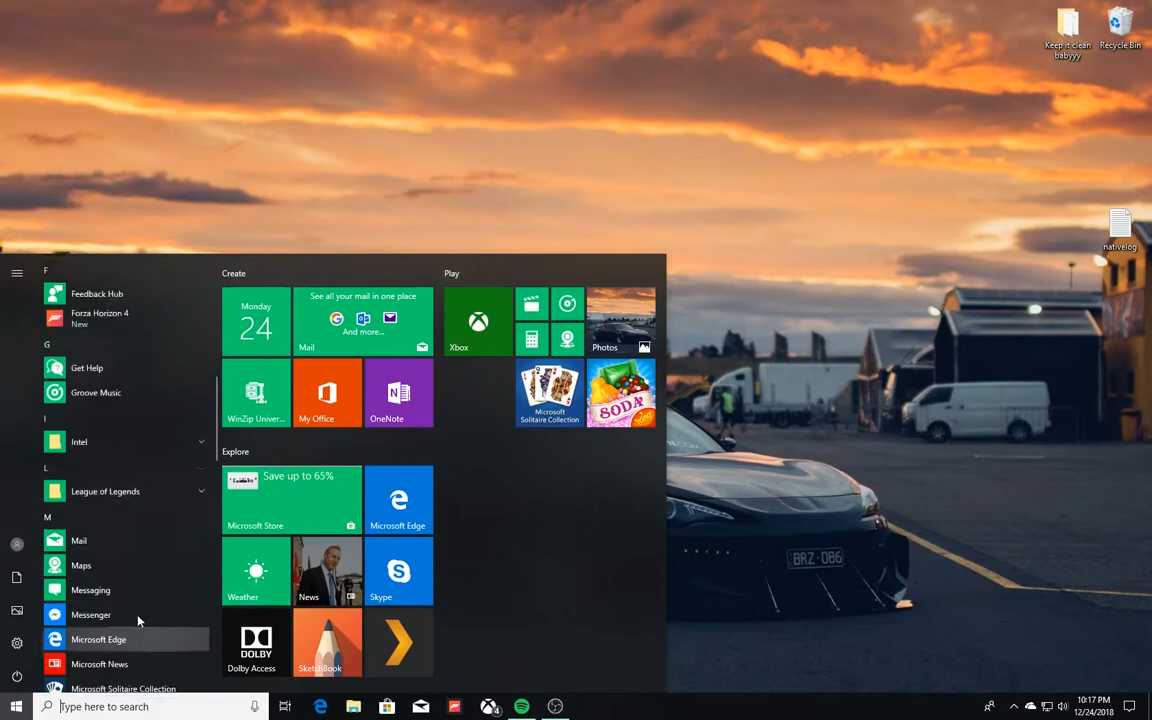 Keep it clean
babyyy
Recycle Bin
nativelog
F
Feedback Hub
Forza Horizon 4
New
G
Get Help
Groove Music
I
Intel
L
League of Legends
M
Mail
Maps
Messaging
Messenger
Microsoft Edge
Microsoft News
Microsoft Solitaire Collection
Create
Monday
24
See all your mail in one place
And more...
Mail
WinZip Univer...
My Office
OneNote
Explore
Save up to 65%
Microsoft Store
Microsoft Edge
Weather
News
Skype
DOLBY
Dolby Access
SketchBook
Play
Xbox
Photos
Microsoft
Solitaire Collection
SODA
BRZ·086
Type here to search
4
10:17 PM
12/24/2018